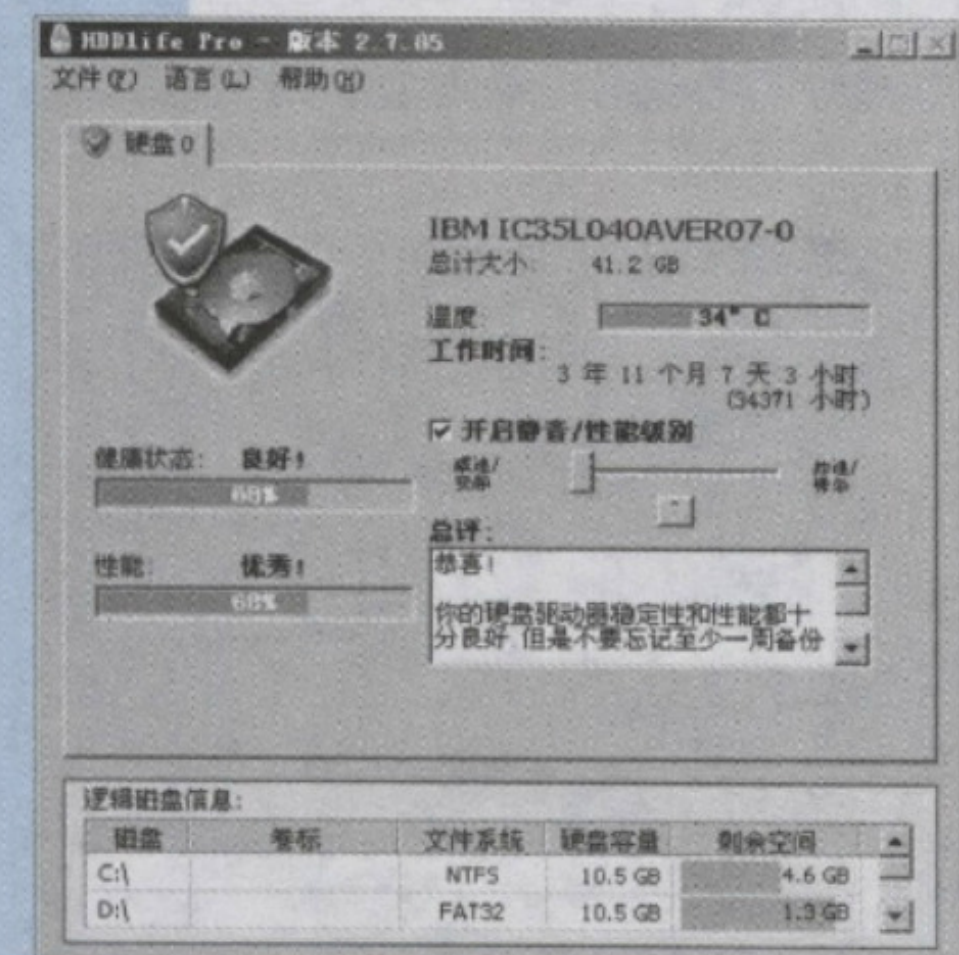 HDDlife Pro - 版本 2.7.85
文件(F) 语言(L) 帮助(H)
硬盘 0
IBM IC35L040AVER07-0
总计大小: 41.2 GB
温度: 34° C
工作时间:
3 年 11 个月 7 天 3 小时
(34371 小时)
开启静音/性能级别
健康状态: 良好!
68%
总评:
性能: 优秀!
68%
恭喜!
你的硬盘驱动器稳定性和性能都十
分良好.但是不要忘记至少一周备份
逻辑磁盘信息:
磁盘 卷标 文件系统 硬盘容量 剩余空间
C:\ NTFS 10.5 GB 4.6 GB
D:\ FAT32 10.5 GB 1.3 GB